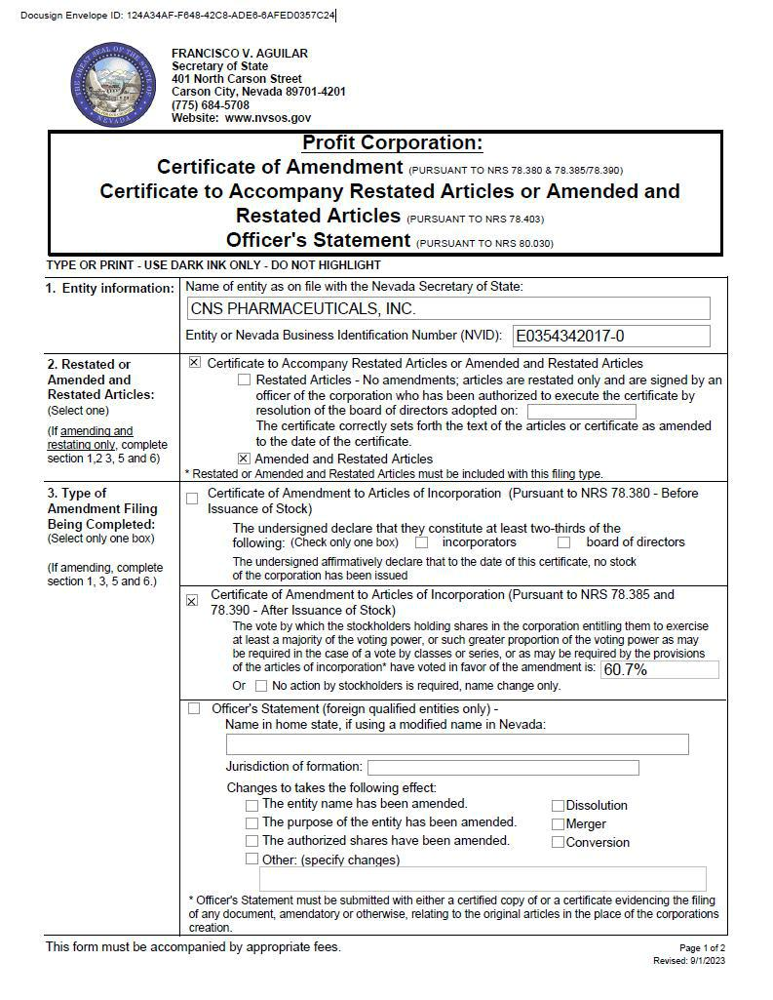 Docusign Envelope ID: 124A34AF-F648-42C8-ADE6-6AFED0357C24
FRANCISCO V. AGUILAR
Secretary of State
401 North Carson Street
Carson City, Nevada 89701-4201
(775) 684-5708
Website: www.nvsos.gov
Profit Corporation:
Certificate of Amendment (PURSUANT TO NRS 78.380 & 78.385/78.390)
Certificate to Accompany Restated Articles or Amended and
Restated Articles (PURSUANT TO NRS 78.403)
Officer's Statement (PURSUANT TO NRS 80.030)
TYPE OR PRINT - USE DARK INK ONLY - DO NOT HIGHLIGHT
1. Entity information:
Name of entity as on file with the Nevada Secretary of State:
CNS PHARMACEUTICALS, INC.
Entity or Nevada Business Identification Number (NVID): E0354342017-0
2. Restated or
Amended and
Restated Articles:
(Select one)
(If amending and
restating only, complete
section 1,2 3, 5 and 6)
☒ Certificate to Accompany Restated Articles or Amended and Restated Articles
☐ Restated Articles - No amendments; articles are restated only and are signed by an
officer of the corporation who has been authorized to execute the certificate by
resolution of the board of directors adopted on:
The certificate correctly sets forth the text of the articles or certificate as amended
to the date of the certificate.
☒ Amended and Restated Articles
* Restated or Amended and Restated Articles must be included with this filing type.
3. Type of
Amendment Filing
Being Completed:
(Select only one box)
(If amending, complete
section 1, 3, 5 and 6.)
☐ Certificate of Amendment to Articles of Incorporation (Pursuant to NRS 78.380 - Before
Issuance of Stock)
The undersigned declare that they constitute at least two-thirds of the
following: (Check only one box) ☐ incorporators ☐ board of directors
The undersigned affirmatively declare that to the date of this certificate, no stock
of the corporation has been issued
☒ Certificate of Amendment to Articles of Incorporation (Pursuant to NRS 78.385 and
78.390 - After Issuance of Stock)
The vote by which the stockholders holding shares in the corporation entitling them to exercise
at least a majority of the voting power, or such greater proportion of the voting power as may
be required in the case of a vote by classes or series, or as may be required by the provisions
of the articles of incorporation* have voted in favor of the amendment is: 60.7%
Or ☐ No action by stockholders is required, name change only.
☐ Officer's Statement (foreign qualified entities only) -
Name in home state, if using a modified name in Nevada:
Jurisdiction of formation:
Changes to takes the following effect:
☐ The entity name has been amended. ☐ Dissolution
☐ The purpose of the entity has been amended. ☐ Merger
☐ The authorized shares have been amended. ☐ Conversion
☐ Other: (specify changes)
* Officer's Statement must be submitted with either a certified copy of or a certificate evidencing the filing
of any document, amendatory or otherwise, relating to the original articles in the place of the corporations
creation.
This form must be accompanied by appropriate fees.
Page 1 of 2
Revised: 9/1/2023